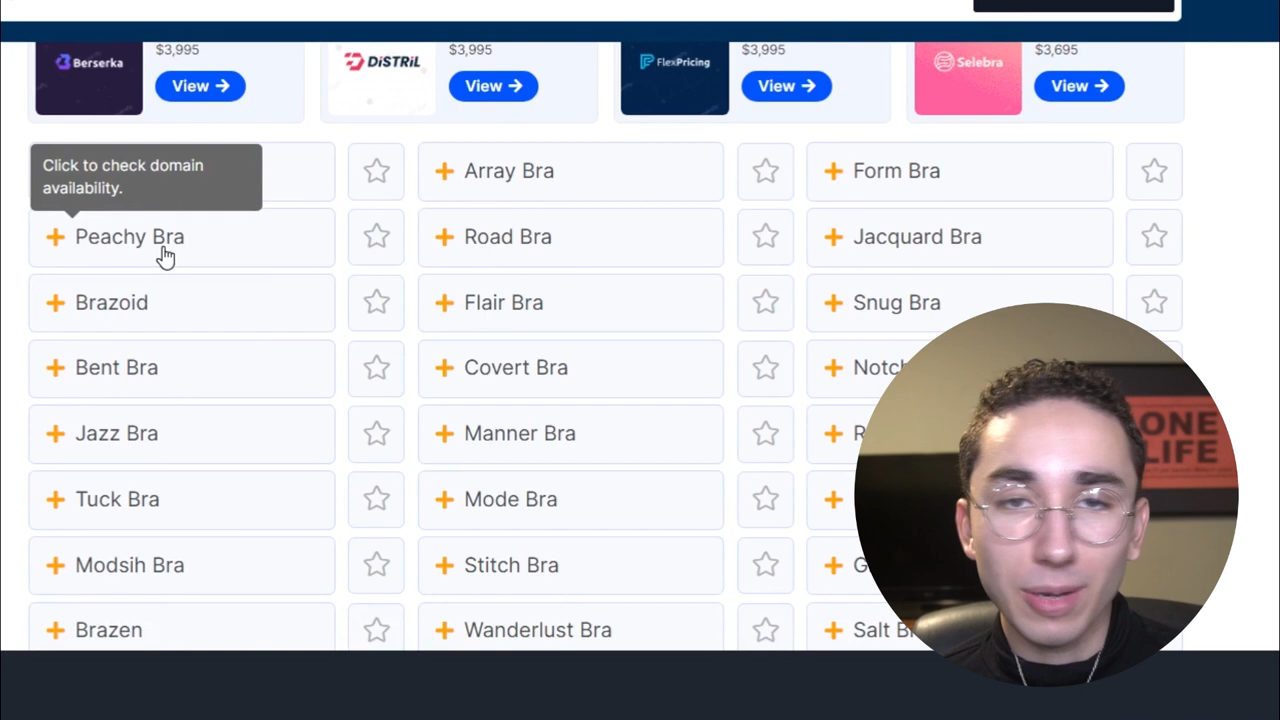 $3,995
$3,995
$3,995
$3,695
Berserka
DiSTRiL
FlexPricing
Selebra
View →
View →
View →
View →
Click to check domain
availability.
Array Bra
Form Bra
Peachy Bra
Road Bra
Jacquard Bra
Brazoid
Flair Bra
Snug Bra
Bent Bra
Covert Bra
Notch
Jazz Bra
Manner Bra
R
Tuck Bra
Mode Bra
Modsih Bra
Stitch Bra
G
Brazen
Wanderlust Bra
Salt B
ONE
LIFE